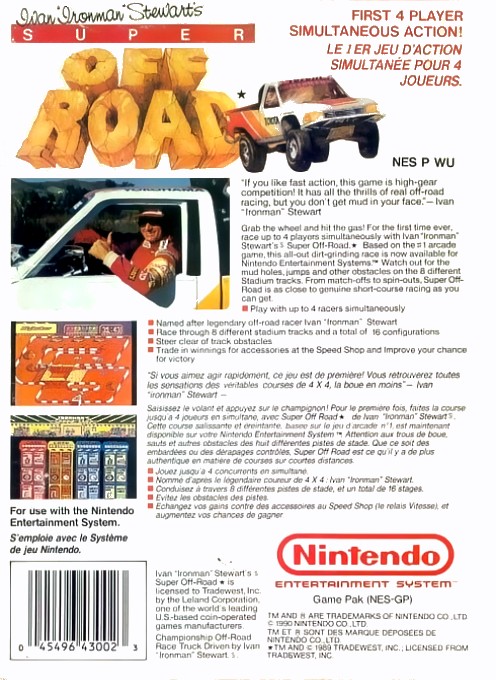 Ivan "Ironman" Stewart's
SUPER
OFF
ROAD★
FIRST 4 PLAYER
SIMULTANEOUS ACTION!
LE 1ER JEU D'ACTION
SIMULTANÉE POUR 4
JOUEURS.
NES P WU
"If you like fast action, this game is high-gear
competition! It has all the thrills of real off-road
racing, but you don't get mud in your face."— Ivan
"Ironman" Stewart
Grab the wheel and hit the gas! For the first time ever,
race up to 4 players simultaneously with Ivan "Ironman"
Stewart's Super Off-Road.★ Based on the #1 arcade
game, this all-out dirt-grinding race is now available for
Nintendo Entertainment Systems.™ Watch out for the
mud holes, jumps and other obstacles on the 8 different
Stadium tracks. From match-offs to spin-outs, Super Off-
Road is as close to genuine short-course racing as you
can get.
■ Play with up to 4 racers simultaneously
■ Named after legendary off-road racer Ivan "Ironman" Stewart
■ Race through 8 different stadium tracks and a total of 16 configurations
■ Steer clear of track obstacles
■ Trade in winnings for accessories at the Speed Shop and Improve your chance
for victory
"Si vous aimez agir rapidement, ce jeu est de première! Vous retrouverez toutes
les sensations des véritables courses de 4 X 4, la boue en moins"— Ivan
"Ironman" Stewart —
Saisissez le volant et appuyez sur le champignon! Pour le première fois, faites la course
jusqu'à 4 joueurs en simultane, avec Super Off Road ★ de Ivan "Ironman" Stewart
Cette course salissante et éreintante, basee sur le jeu d'arcade n°1, est maintenant
disponible sur votre Nintendo Entertainment System ™ Attention aux trous de boue,
sauts et autres obstacles des huit différentes pistes de stade. Que ce soit des
embardées ou des dérapages contrôlés, Super Off Road est ce qu'il y a de plus
authentique en matière de courses sur courtes distances.
■ Jouez jusqu'à 4 concurrents en simultane.
■ Nommé d'après le légendaire coureur de 4 X 4 : Ivan "Ironman" Stewart.
■ Conduisez à travers 8 différentes pistes de stade, et un total de 16 stages.
■ Evitez les obstacles des pistes.
■ Echangez vos gains contre des accessoires au Speed Shop (le relais Vitesse), et
augmentez vos chances de gagner
For use with the Nintendo
Entertainment System.
S'emploie avec le Système
de jeu Nintendo.
0 45496 43002 3
Ivan "Ironman" Stewart's
Super Off-Road ★ is
licensed to Tradewest, Inc.
by the Leland Corporation,
one of the world's leading
U.S.-based coin-operated
games manufacturers.
Championship Off-Road
Race Truck Driven by Ivan
"Ironman" Stewart.
Nintendo
ENTERTAINMENT SYSTEM™
Game Pak (NES-GP)
TM AND ® ARE TRADEMARKS OF NINTENDO CO., LTD
© 1990 NINTENDO CO., LTD.
TM ET ® SONT DES MARQUE DEPOSEES DE
NINTENDO CO., LTD.
★TM AND © 1989 TRADEWEST, INC.; LICENSED FROM
TRADEWEST, INC.